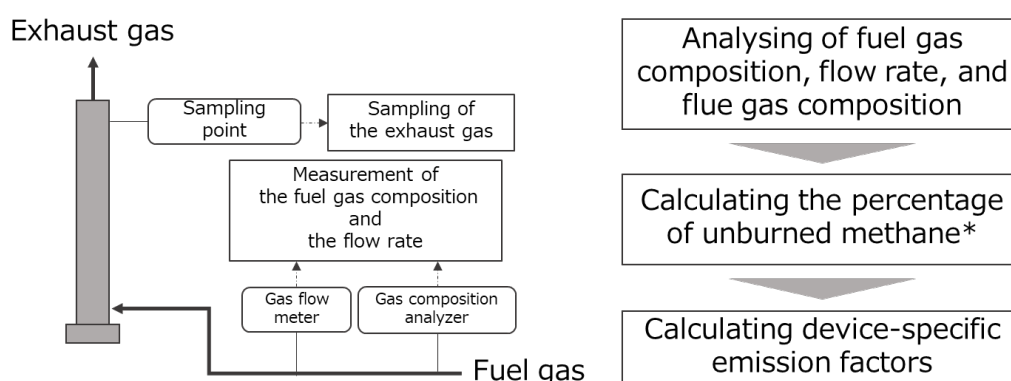 Exhaust gas
Sampling
point
Sampling of
the exhaust gas
Measurement of
the fuel gas composition
and
the flow rate
Gas flow
meter
Gas composition
analyzer
Fuel gas
Analysing of fuel gas
composition, flow rate, and
flue gas composition
Calculating the percentage
of unburned methane*
Calculating device-specific
emission factors